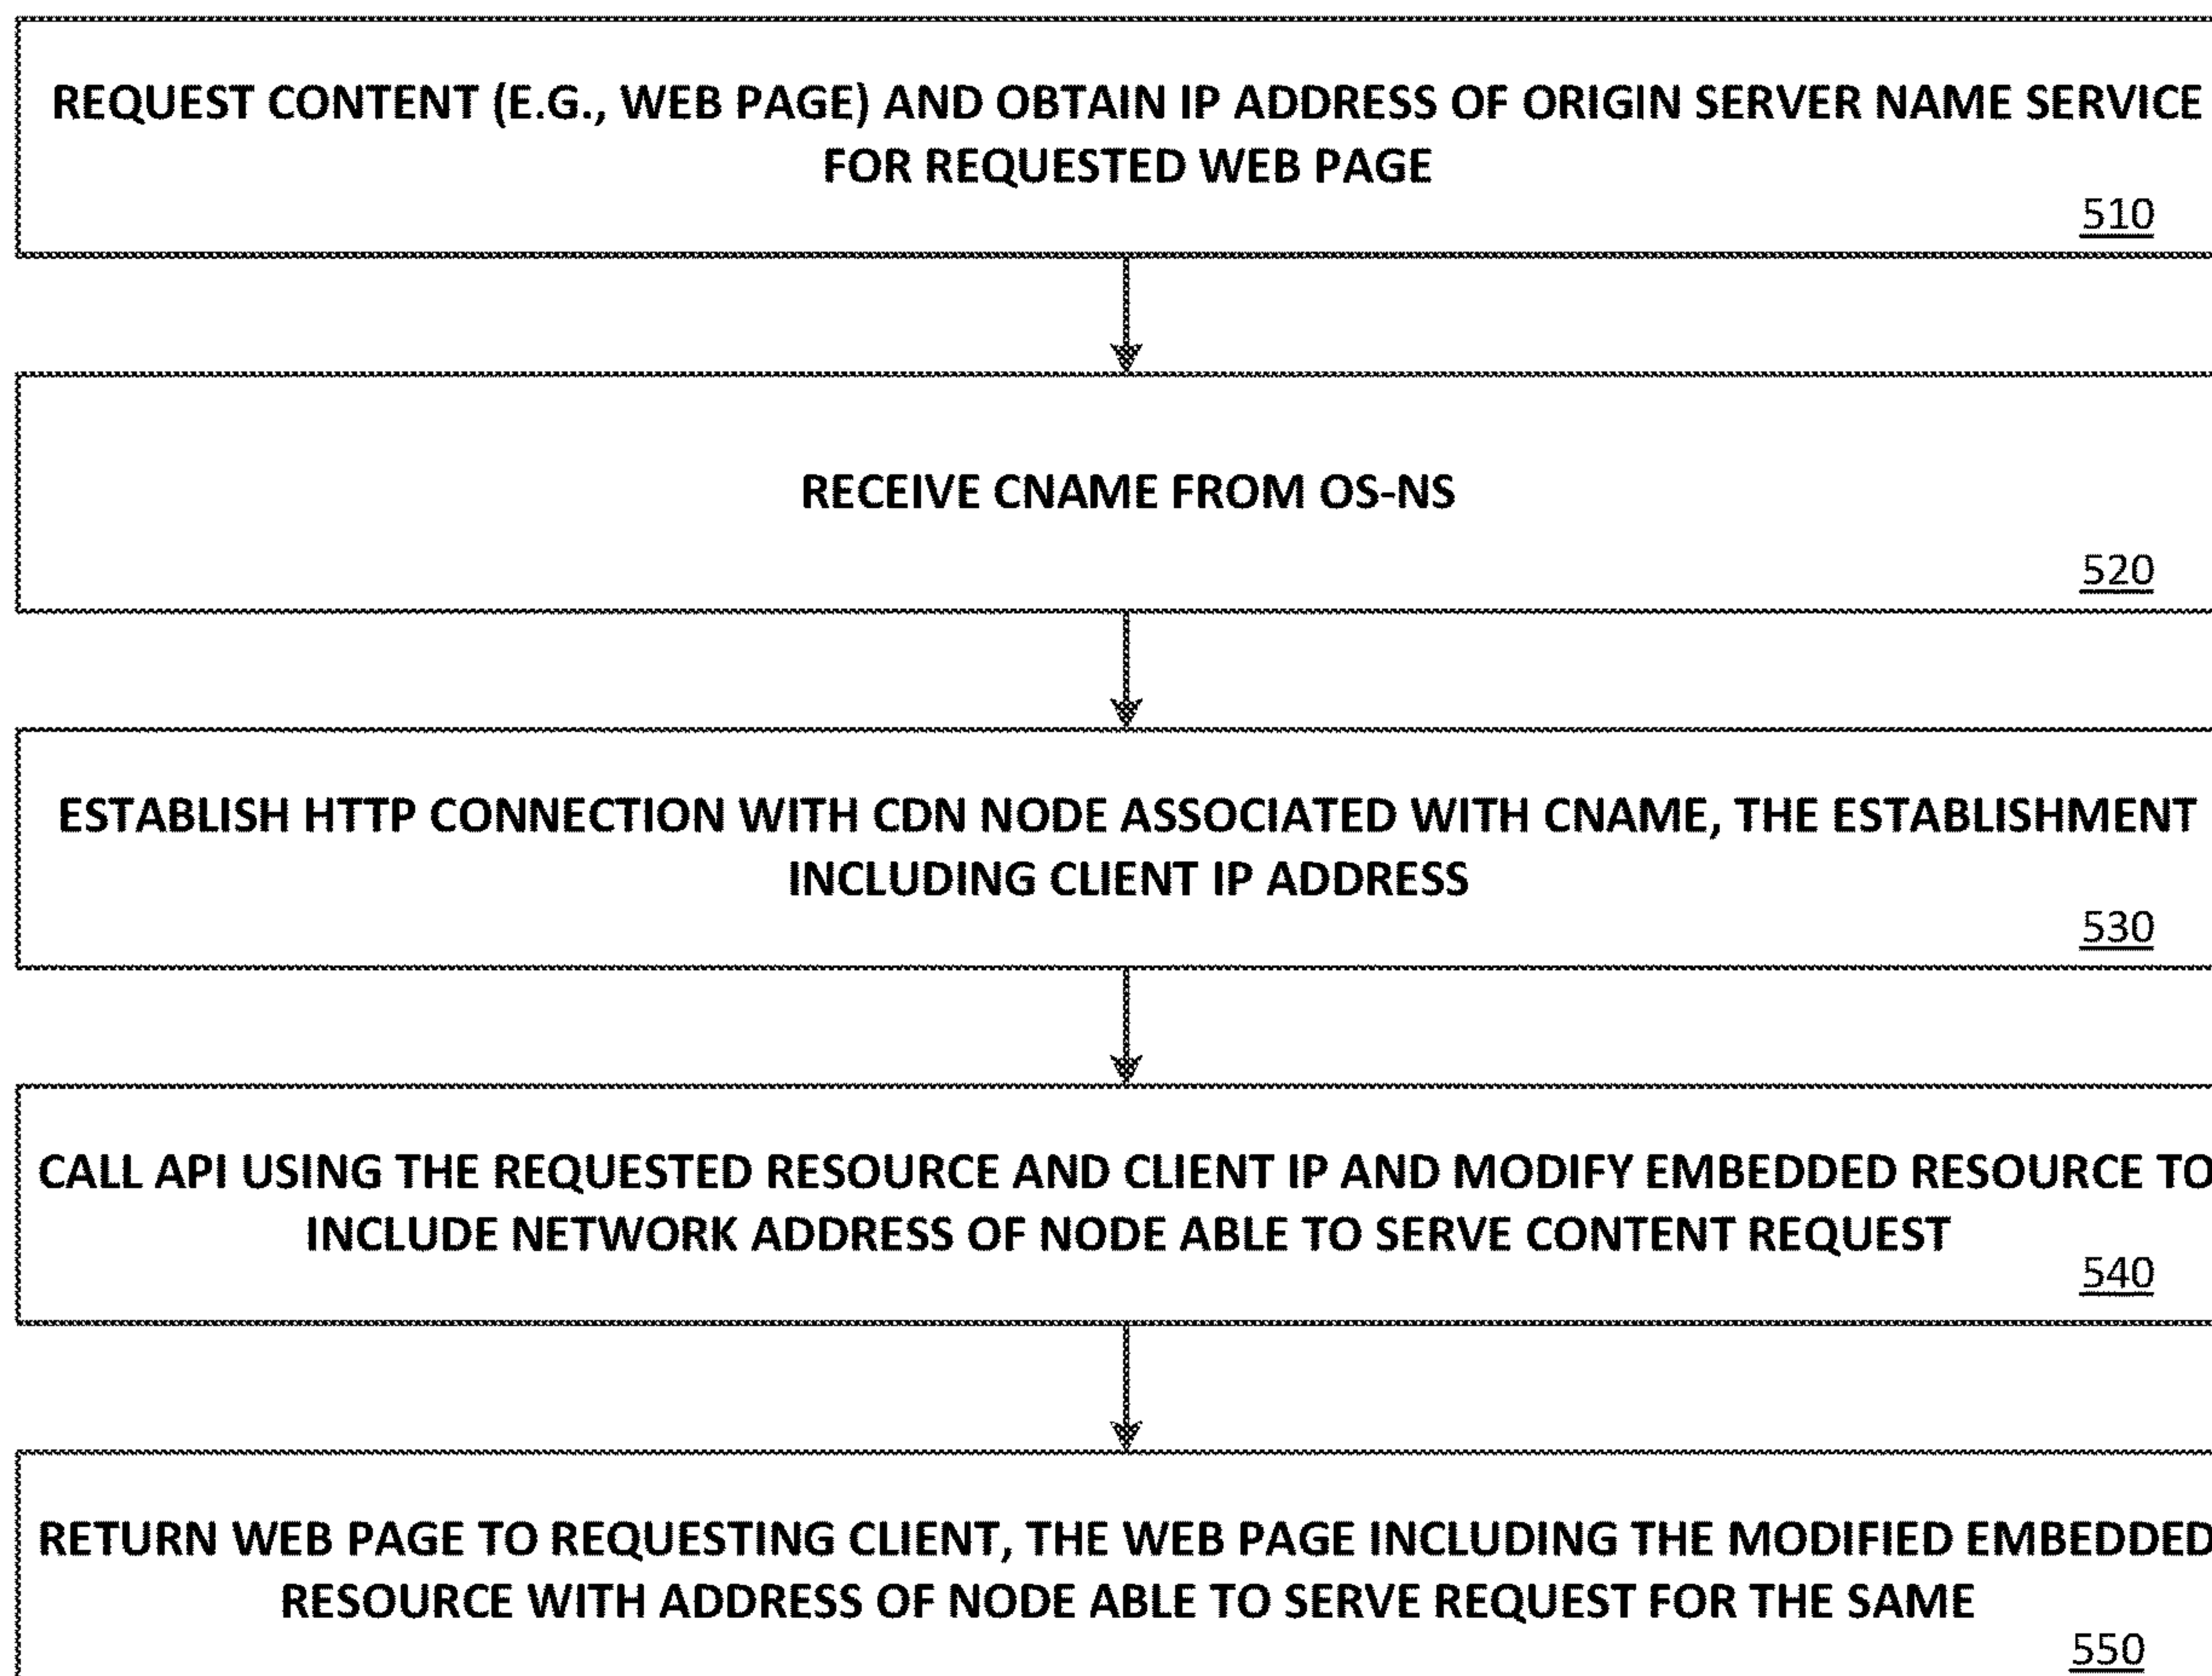 REQUEST CONTENT (E.G., WEB PAGE) AND OBTAIN IP ADDRESS OF ORIGIN SERVER NAME SERVICE
FOR REQUESTED WEB PAGE
510
RECEIVE CNAME FROM OS-NS
520
ESTABLISH HTTP CONNECTION WITH CDN NODE ASSOCIATED WITH CNAME, THE ESTABLISHMENT
INCLUDING CLIENT IP ADDRESS
530
CALL API USING THE REQUESTED RESOURCE AND CLIENT IP AND MODIFY EMBEDDED RESOURCE TO
INCLUDE NETWORK ADDRESS OF NODE ABLE TO SERVE CONTENT REQUEST
540
RETURN WEB PAGE TO REQUESTING CLIENT, THE WEB PAGE INCLUDING THE MODIFIED EMBEDDED
RESOURCE WITH ADDRESS OF NODE ABLE TO SERVE REQUEST FOR THE SAME
550